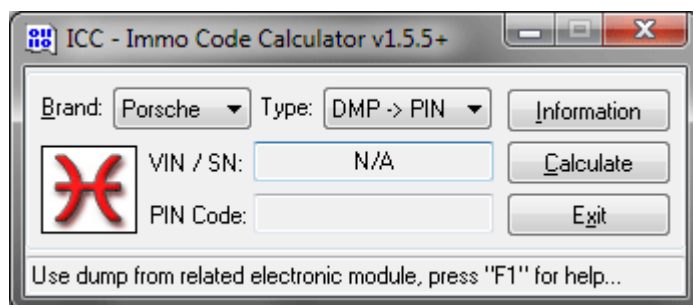 ICC - Immo Code Calculator v1.5.5+
Brand: Porsche Type: DMP -> PIN Information
VIN / SN: N/A Calculate
PIN Code: Exit
Use dump from related electronic module, press "F1" for help...